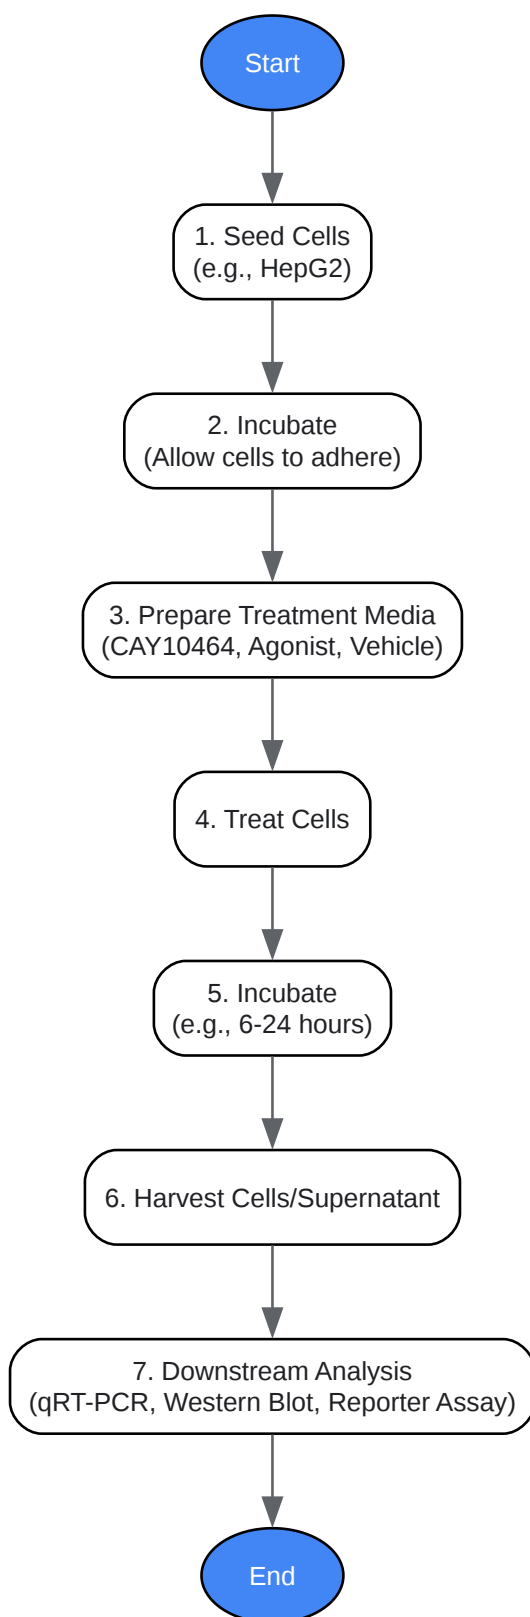 Start
1. Seed Cells
(e.g., HepG2)
2. Incubate
(Allow cells to adhere)
3. Prepare Treatment Media
(CAY10464, Agonist, Vehicle)
4. Treat Cells
5. Incubate
(e.g., 6-24 hours)
6. Harvest Cells/Supernatant
7. Downstream Analysis
(qRT-PCR, Western Blot, Reporter Assay)
End